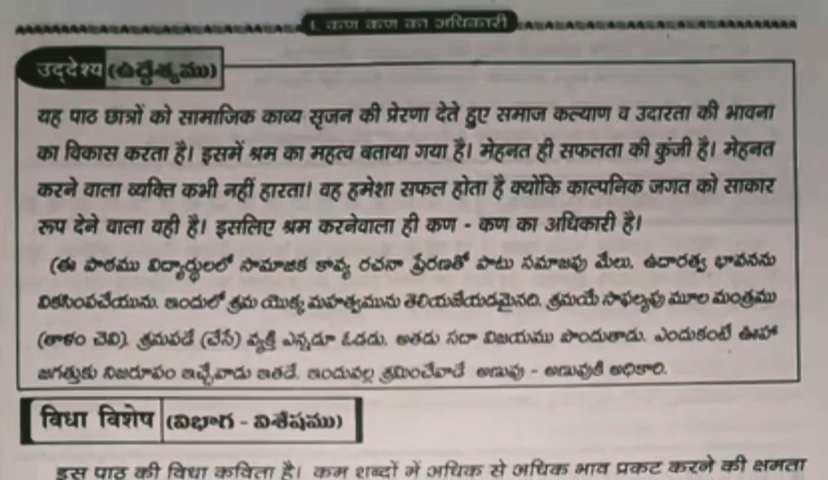 1. कण कण का अधिकारी
उद्देश्य (ఉద్దేశ్యము)
यह पाठ छात्रों को सामाजिक काव्य सृजन की प्रेरणा देते हुए समाज कल्याण व उदारता की भावना
का विकास करता है। इसमें श्रम का महत्व बताया गया है। मेहनत ही सफलता की कुंजी है। मेहनत
करने वाला व्यक्ति कभी नहीं हारता। वह हमेशा सफल होता है क्योंकि काल्पनिक जगत को साकार
रूप देने वाला वही है। इसलिए श्रम करनेवाला ही कण - कण का अधिकारी है।
(ఈ పాఠము విద్యార్థులలో సామాజిక కావ్య రచనా ప్రేరణతో పాటు సమాజపు మేలు, ఉదారత్వ భావనను
వికసింపచేయును. ఇందులో శ్రమ యొక్క మహత్వమును తెలియజేయడమైనది. శ్రమయే సాఫల్యపు మూల మంత్రము
(తాళం చెవి). శ్రమపడే (చేసే) వ్యక్తి ఎన్నడూ ఓడడు. అతడు సదా విజయము పొందుతాడు. ఎందుకంటే ఊహా
జగత్తుకు నిజరూపం ఇచ్చేవాడు ఇతడే. ఇందువల్ల శ్రమించేవాడే అణువు - అణువుకీ అధికారి.
विधा विशेष (విభాగ - విశేషము)
इस पाठ की विधा कविता है। कम शब्दों में अधिक से अधिक भाव प्रकट करने की क्षमता